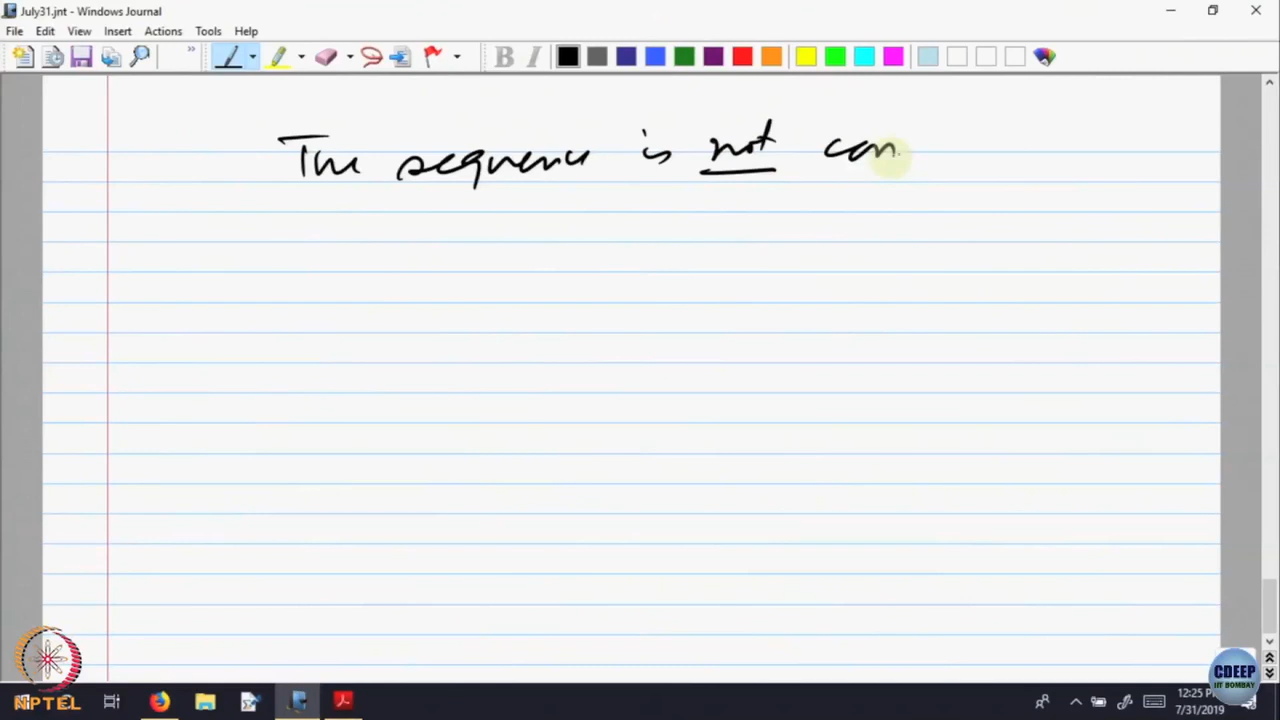 July31.jnt - Windows Journal
File Edit View Insert Actions Tools Help
B I
The sequence is not con
NPTEL
CDEEP
IIT BOMBAY
12:25 P
7/31/2019